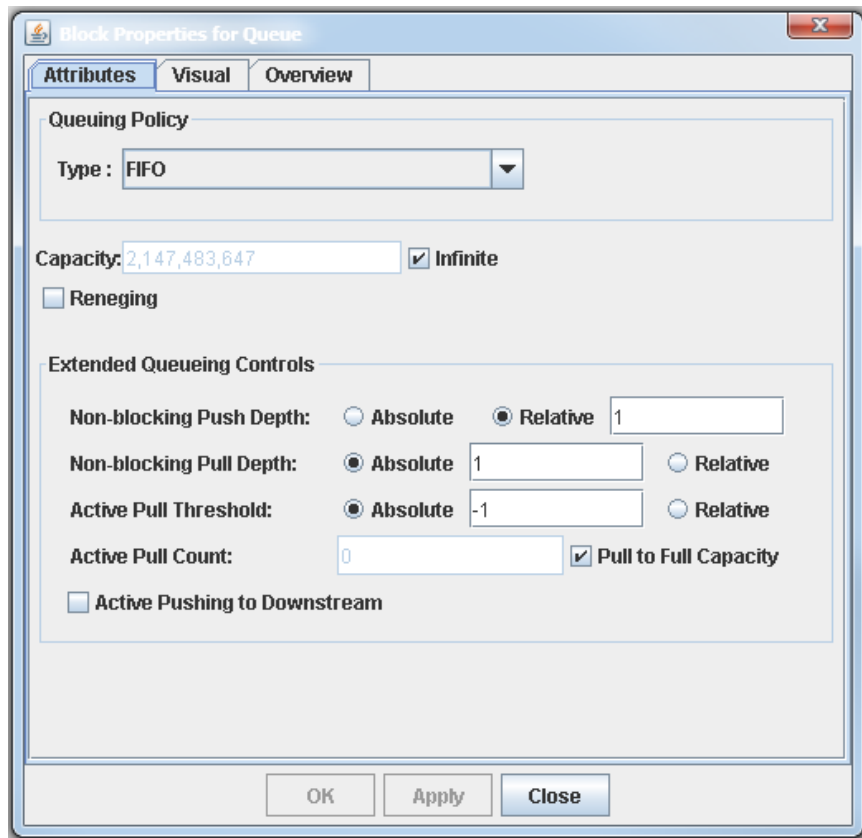 Block Properties for Queue
Attributes Visual Overview
Queuing Policy
Type : FIFO
Capacity: 2,147,483,647 Infinite
Reneging
Extended Queueing Controls
Non-blocking Push Depth: Absolute Relative 1
Non-blocking Pull Depth: Absolute 1 Relative
Active Pull Threshold: Absolute -1 Relative
Active Pull Count: 0 Pull to Full Capacity
Active Pushing to Downstream
OK Apply Close